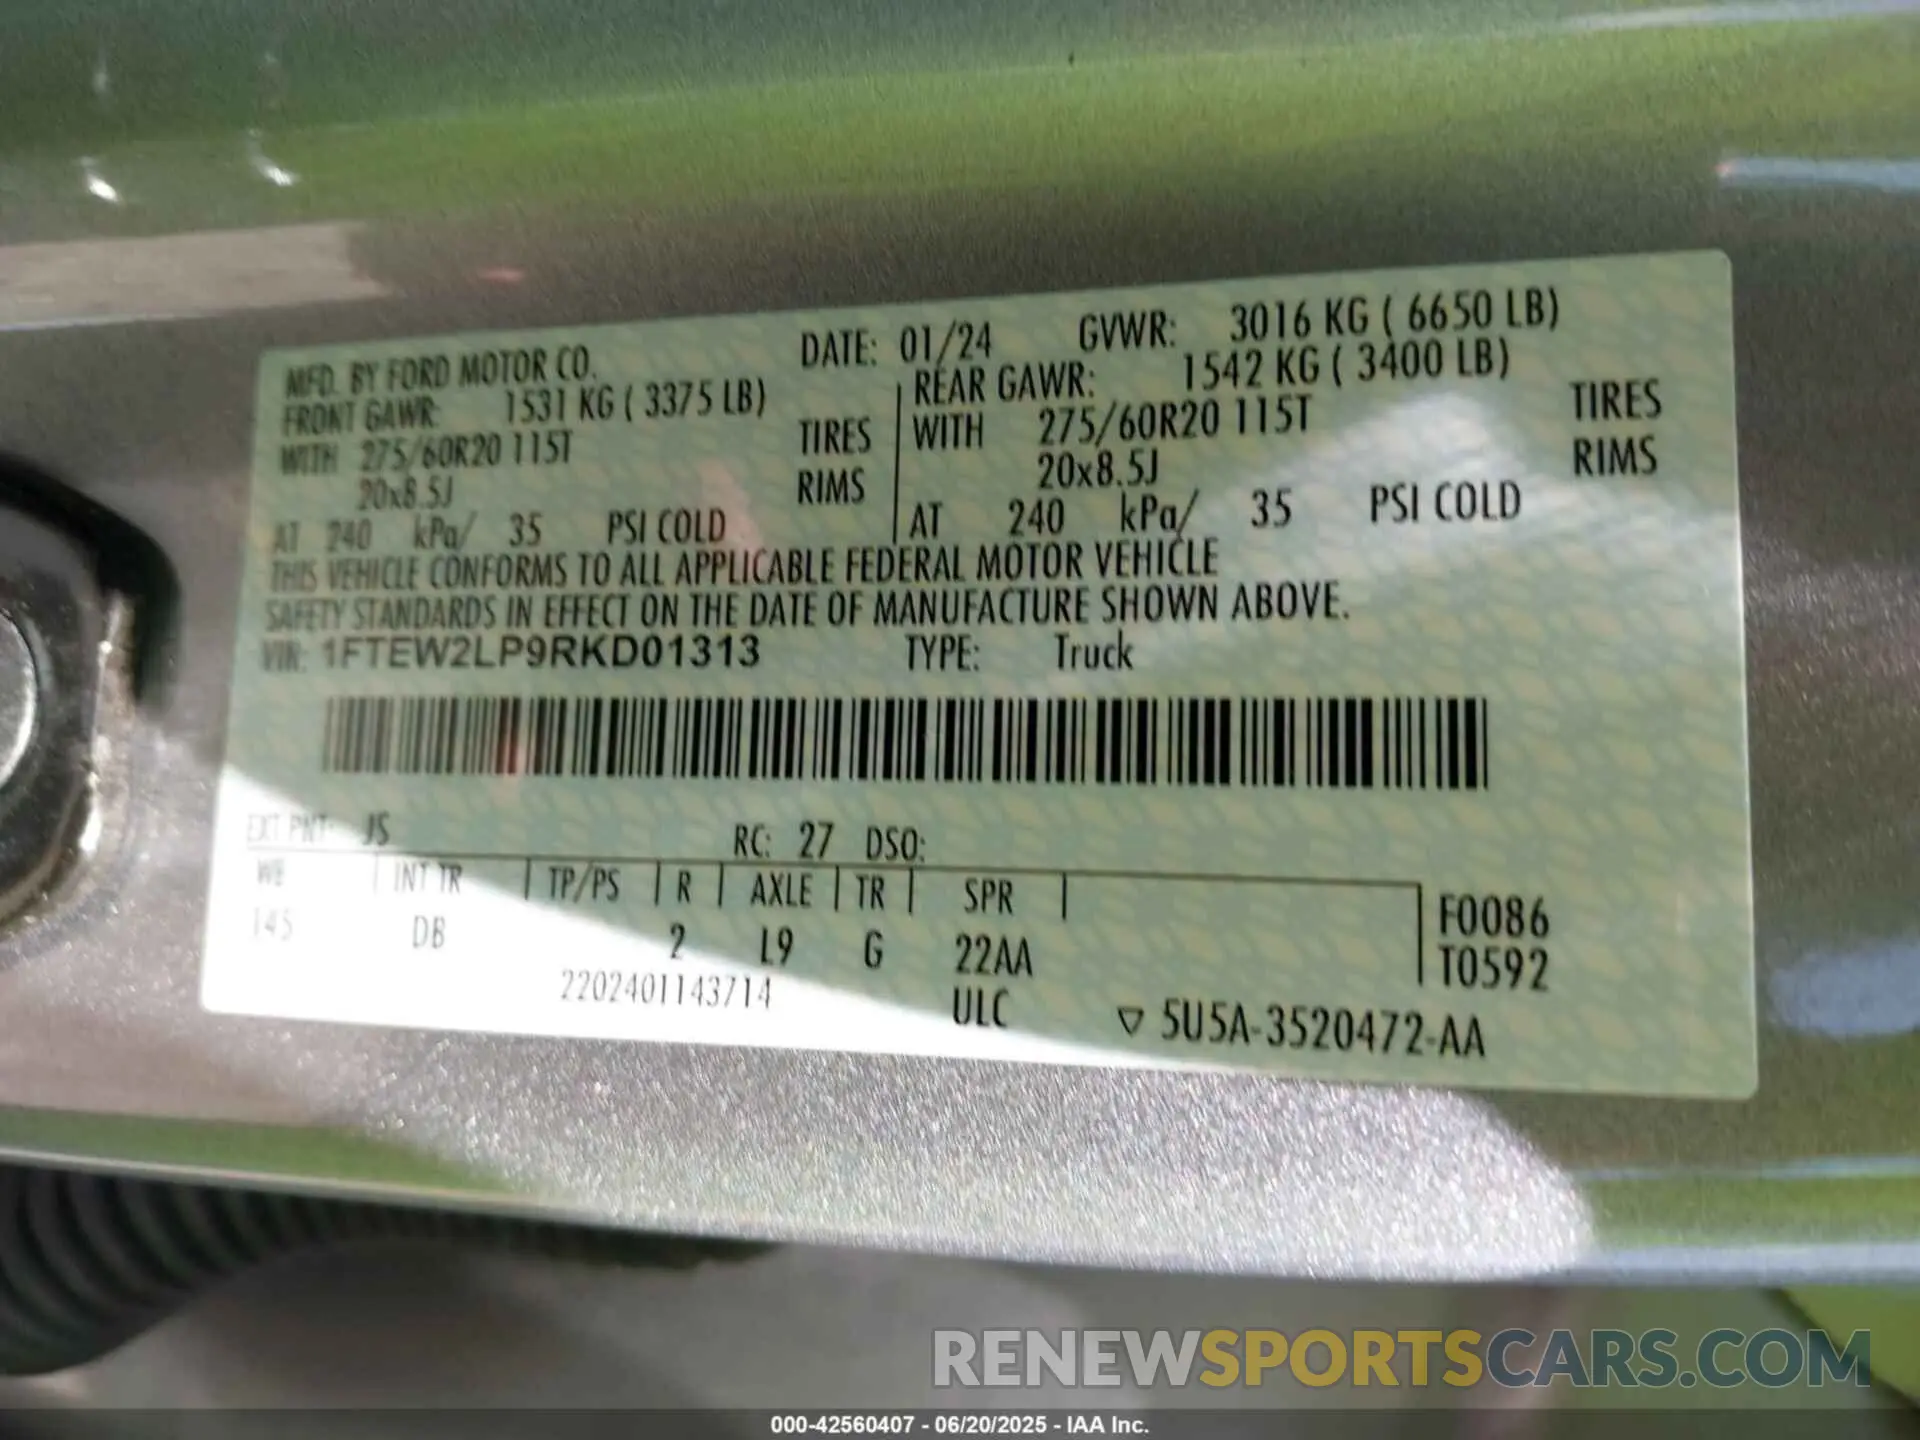 MFD. BY FORD MOTOR CO. DATE: 01/24 GVWR: 3016 KG ( 6650 LB)
FRONT GAWR: 1531 KG ( 3375 LB) REAR GAWR: 1542 KG ( 3400 LB)
WITH 275/60R20 115T TIRES WITH 275/60R20 115T TIRES
20x8.5J RIMS 20x8.5J RIMS
AT 240 kPa/ 35 PSI COLD AT 240 kPa/ 35 PSI COLD
THIS VEHICLE CONFORMS TO ALL APPLICABLE FEDERAL MOTOR VEHICLE
SAFETY STANDARDS IN EFFECT ON THE DATE OF MANUFACTURE SHOWN ABOVE.
VIN: 1FTEW2LP9RKD01313 TYPE: Truck
EXT PNT: JS RC: 27 DSO:
WB INT TR TP/PS R AXLE TR SPR
145 DB 2 L9 G 22AA
F0086
T0592
2202401143714 ULC ▽ 5U5A-3520472-AA
RENEWSPORTSCARS.COM
000-42560407 - 06/20/2025 - IAA Inc.